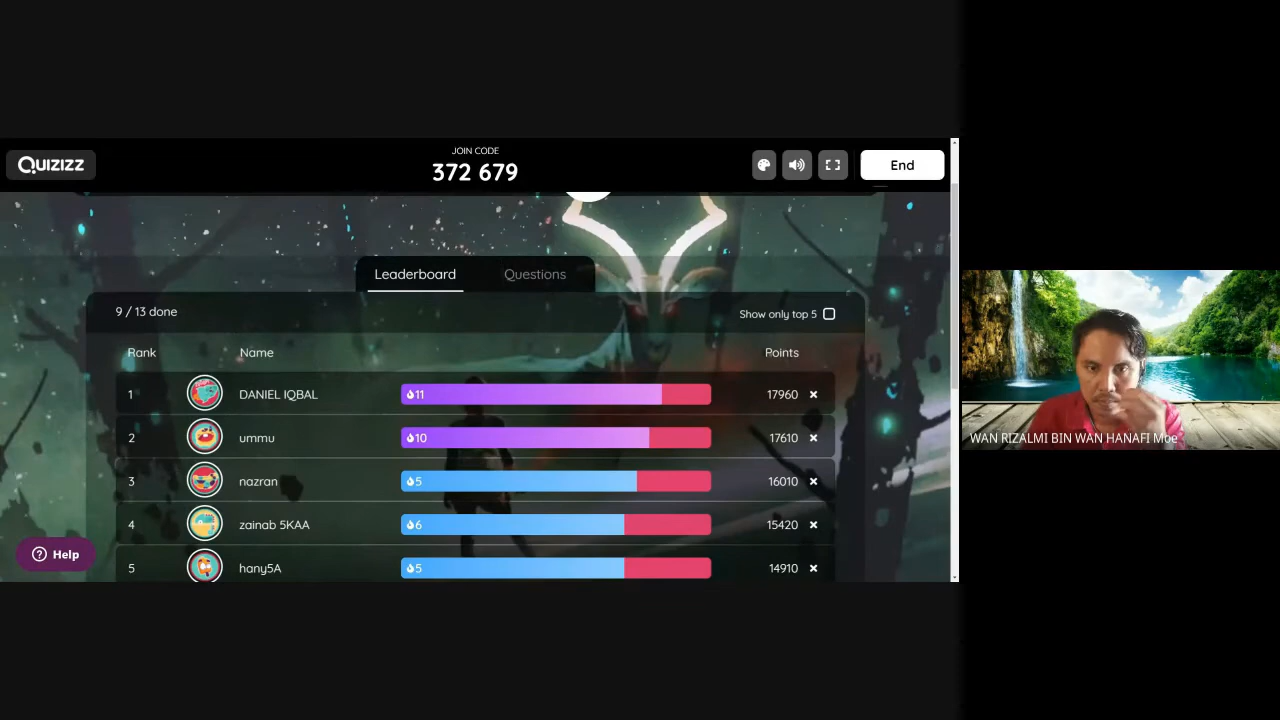 QUIZIZZ
JOIN CODE
372 679
End
Leaderboard Questions
9 / 13 done
Show only top 5
Rank Name Points
1 DANIEL IQBAL 11 17960
2 ummu 10 17610
3 nazran 5 16010
4 zainab 5KAA 6 15420
5 hany5A 5 14910
Help
WAN RIZALMI BIN WAN HANAFI Moe